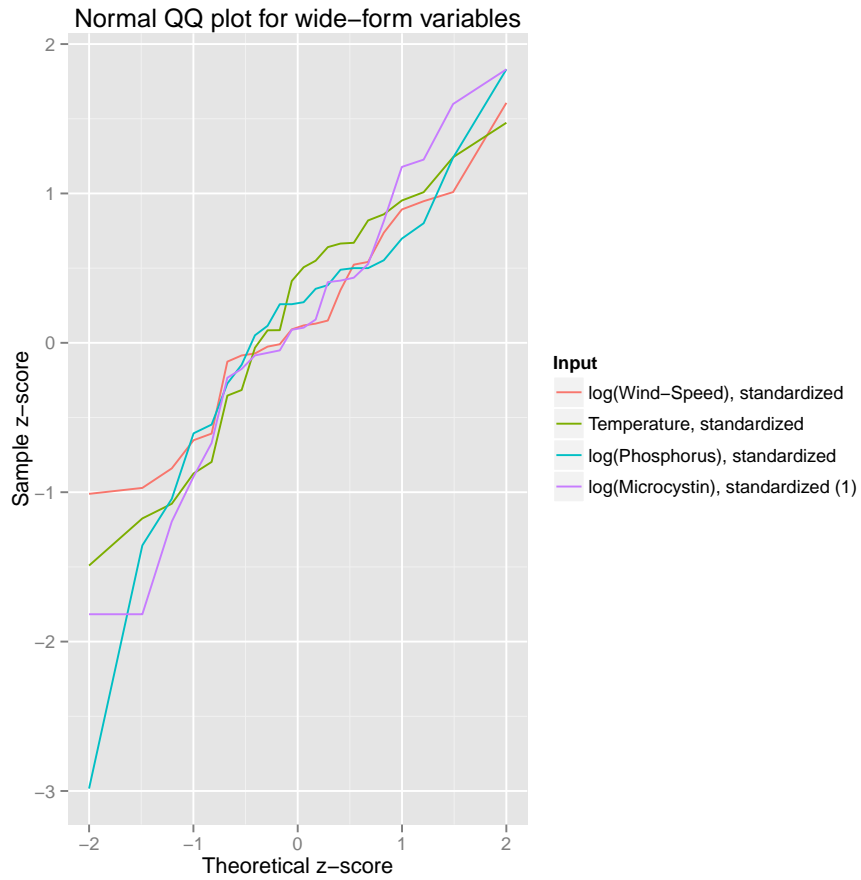 Normal QQ plot for wide−form variables
2
1
0
−1
−2
−3
Sample z−score
−2
−1
0
1
2
Theoretical z−score
Input
log(Wind−Speed), standardized
Temperature, standardized
log(Phosphorus), standardized
log(Microcystin), standardized (1)